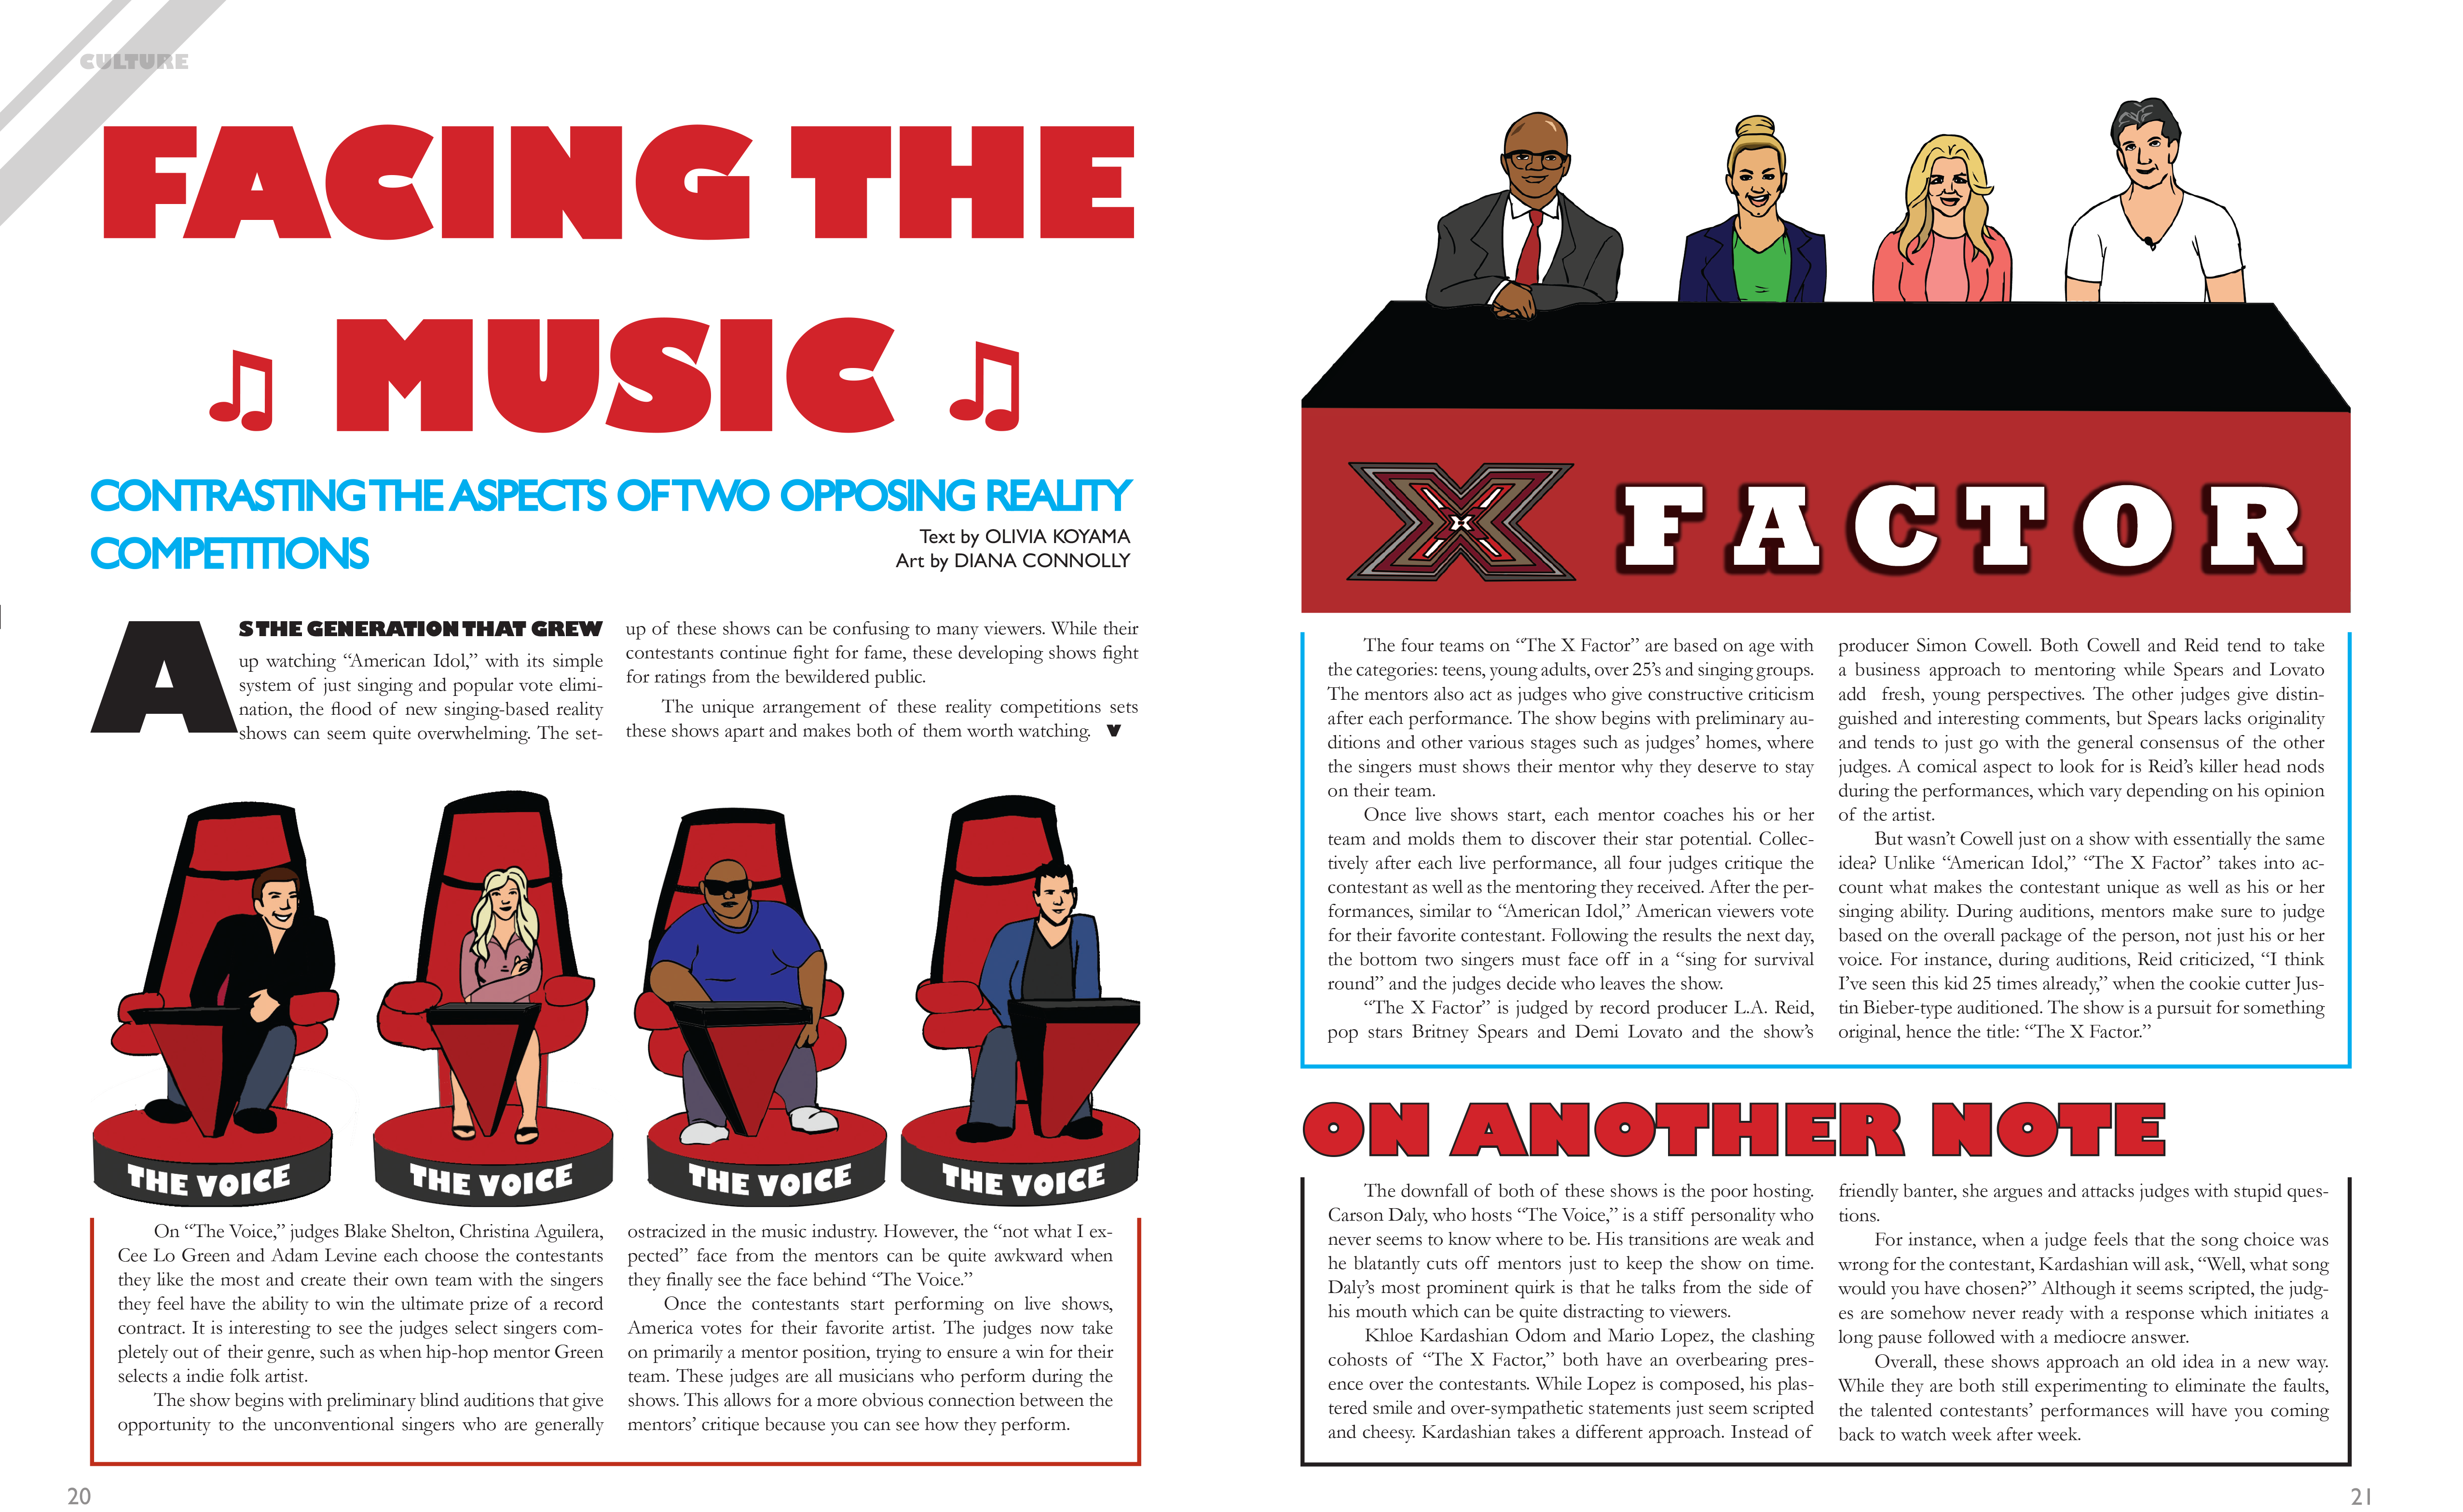 CULTURE
FACING THE
♫ MUSIC ♫
CONTRASTING THE ASPECTS OF TWO OPPOSING REALITY
COMPETITIONS
Text by OLIVIA KOYAMA
Art by DIANA CONNOLLY
AS THE GENERATION THAT GREW
up watching “American Idol,” with its simple
system of just singing and popular vote elimi-
nation, the flood of new singing-based reality
shows can seem quite overwhelming. The set-
up of these shows can be confusing to many viewers. While their
contestants continue fight for fame, these developing shows fight
for ratings from the bewildered public.
The unique arrangement of these reality competitions sets
these shows apart and makes both of them worth watching. V
THE VOICE
THE VOICE
THE VOICE
THE VOICE
On “The Voice,” judges Blake Shelton, Christina Aguilera,
Cee Lo Green and Adam Levine each choose the contestants
they like the most and create their own team with the singers
they feel have the ability to win the ultimate prize of a record
contract. It is interesting to see the judges select singers com-
pletely out of their genre, such as when hip-hop mentor Green
selects a indie folk artist.
The show begins with preliminary blind auditions that give
opportunity to the unconventional singers who are generally
ostracized in the music industry. However, the “not what I ex-
pected” face from the mentors can be quite awkward when
they finally see the face behind “The Voice.”
Once the contestants start performing on live shows,
America votes for their favorite artist. The judges now take
on primarily a mentor position, trying to ensure a win for their
team. These judges are all musicians who perform during the
shows. This allows for a more obvious connection between the
mentors’ critique because you can see how they perform.
20
X FACTOR
The four teams on “The X Factor” are based on age with
the categories: teens, young adults, over 25’s and singing groups.
The mentors also act as judges who give constructive criticism
after each performance. The show begins with preliminary au-
ditions and other various stages such as judges’ homes, where
the singers must shows their mentor why they deserve to stay
on their team.
Once live shows start, each mentor coaches his or her
team and molds them to discover their star potential. Collec-
tively after each live performance, all four judges critique the
contestant as well as the mentoring they received. After the per-
formances, similar to “American Idol,” American viewers vote
for their favorite contestant. Following the results the next day,
the bottom two singers must face off in a “sing for survival
round” and the judges decide who leaves the show.
“The X Factor” is judged by record producer L.A. Reid,
pop stars Britney Spears and Demi Lovato and the show’s
producer Simon Cowell. Both Cowell and Reid tend to take
a business approach to mentoring while Spears and Lovato
add fresh, young perspectives. The other judges give distin-
guished and interesting comments, but Spears lacks originality
and tends to just go with the general consensus of the other
judges. A comical aspect to look for is Reid’s killer head nods
during the performances, which vary depending on his opinion
of the artist.
But wasn’t Cowell just on a show with essentially the same
idea? Unlike “American Idol,” “The X Factor” takes into ac-
count what makes the contestant unique as well as his or her
singing ability. During auditions, mentors make sure to judge
based on the overall package of the person, not just his or her
voice. For instance, during auditions, Reid criticized, “I think
I’ve seen this kid 25 times already,” when the cookie cutter Jus-
tin Bieber-type auditioned. The show is a pursuit for something
original, hence the title: “The X Factor.”
ON ANOTHER NOTE
The downfall of both of these shows is the poor hosting.
Carson Daly, who hosts “The Voice,” is a stiff personality who
never seems to know where to be. His transitions are weak and
he blatantly cuts off mentors just to keep the show on time.
Daly’s most prominent quirk is that he talks from the side of
his mouth which can be quite distracting to viewers.
Khloe Kardashian Odom and Mario Lopez, the clashing
cohosts of “The X Factor,” both have an overbearing pres-
ence over the contestants. While Lopez is composed, his plas-
tered smile and over-sympathetic statements just seem scripted
and cheesy. Kardashian takes a different approach. Instead of
friendly banter, she argues and attacks judges with stupid ques-
tions.
For instance, when a judge feels that the song choice was
wrong for the contestant, Kardashian will ask, “Well, what song
would you have chosen?” Although it seems scripted, the judg-
es are somehow never ready with a response which initiates a
long pause followed with a mediocre answer.
Overall, these shows approach an old idea in a new way.
While they are both still experimenting to eliminate the faults,
the talented contestants’ performances will have you coming
back to watch week after week.
21